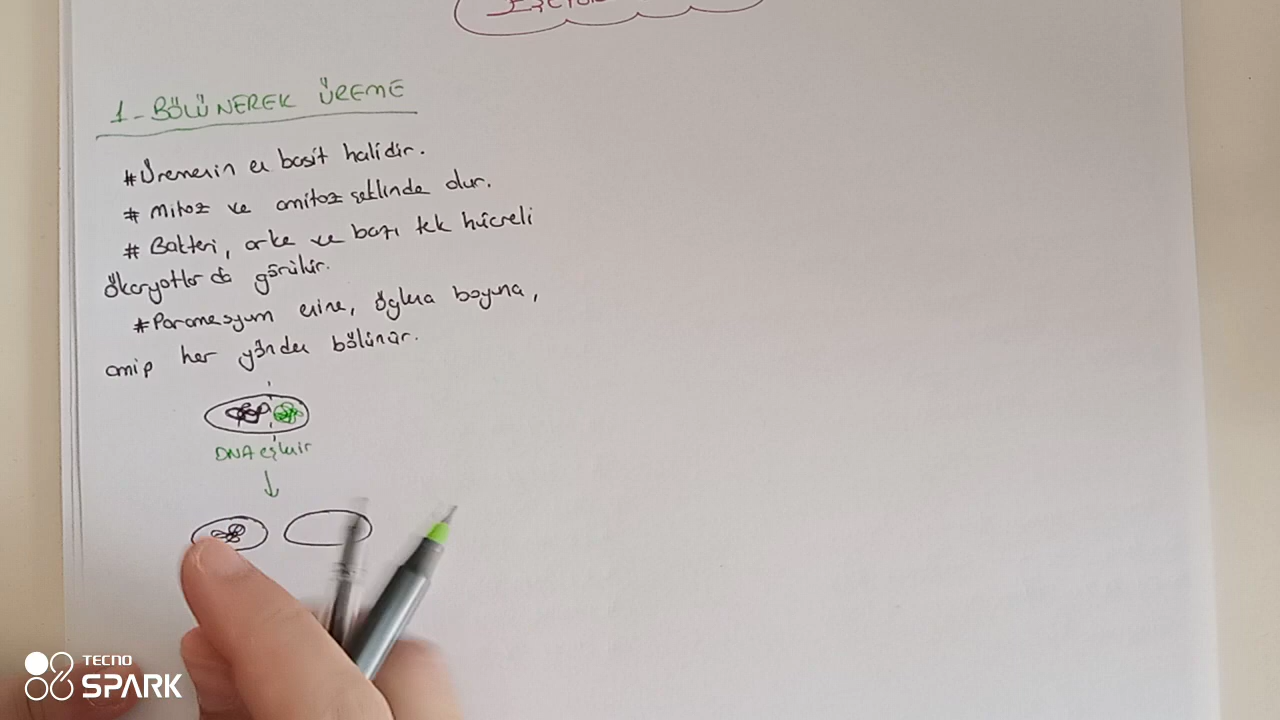 1-BÖLÜNEREK ÜREME
#Üremenin en basit halidir.
# Mitoz ve amitoz şeklinde olur.
# Bakteri, arke ve bazı tek hücreli
ökaryotlarda görülür.
#Paramesyum enine, öglena boyuna,
amip her yönden bölünür.
DNA eşlenir
TECNO
SPARK